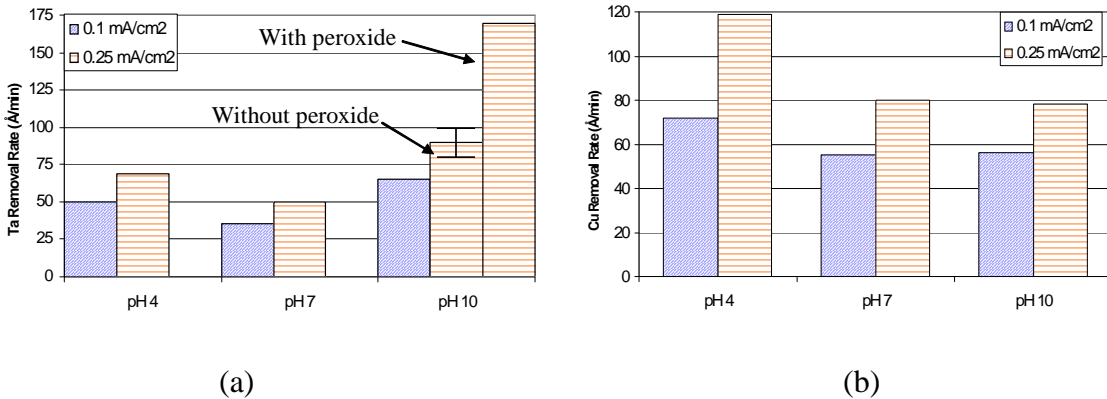 175
150
125
100
75
50
25
0
Ta Removal Rate (Å/min)
0.1 mA/cm2
0.25 mA/cm2
With peroxide
Without peroxide
pH 4
pH 7
pH 10
(a)
120
100
80
60
40
20
0
Cu Removal Rate (Å/min)
0.1 mA/cm2
0.25 mA/cm2
pH 4
pH 7
pH 10
(b)